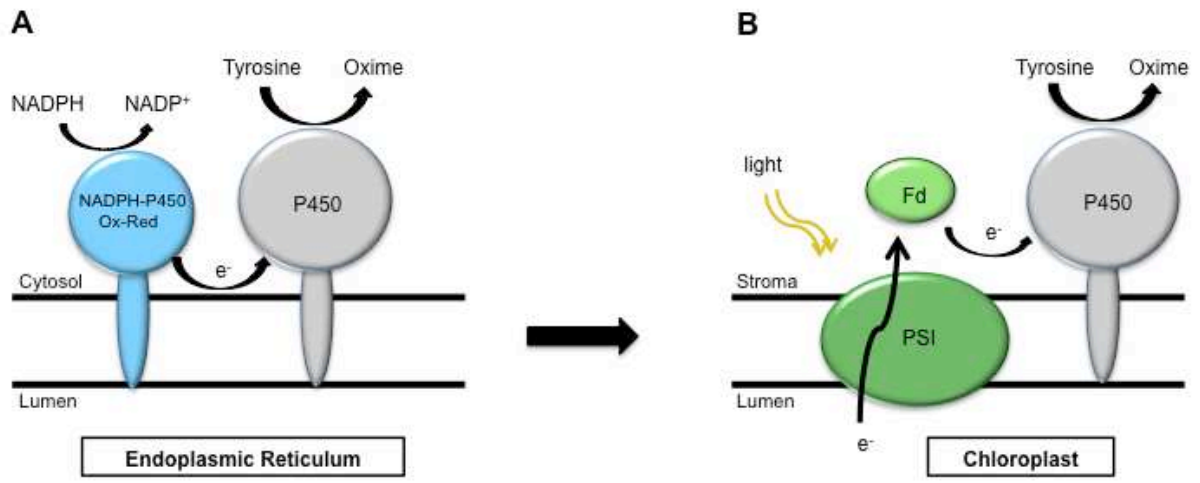 A
Tyrosine Oxime
NADPH NADP⁺
NADPH-P450
Ox-Red
P450
e⁻
Cytosol
Lumen
Endoplasmic Reticulum
B
Tyrosine Oxime
light
Fd
P450
e⁻
Stroma
PSI
Lumen
e⁻
Chloroplast